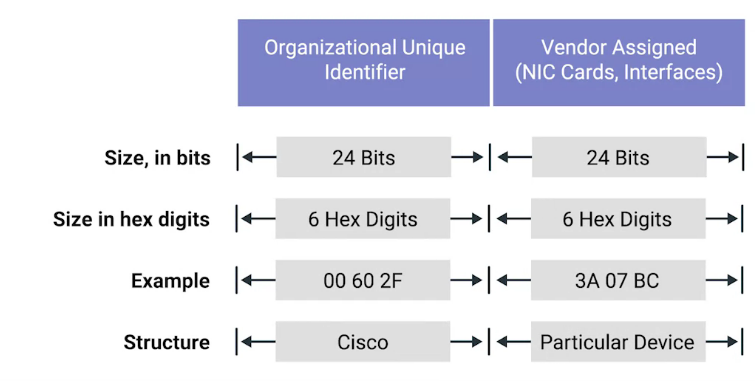 Organizational Unique
Identifier
Vendor Assigned
(NIC Cards, Interfaces)
Size, in bits
24 Bits
24 Bits
Size in hex digits
6 Hex Digits
6 Hex Digits
Example
00 60 2F
3A 07 BC
Structure
Cisco
Particular Device